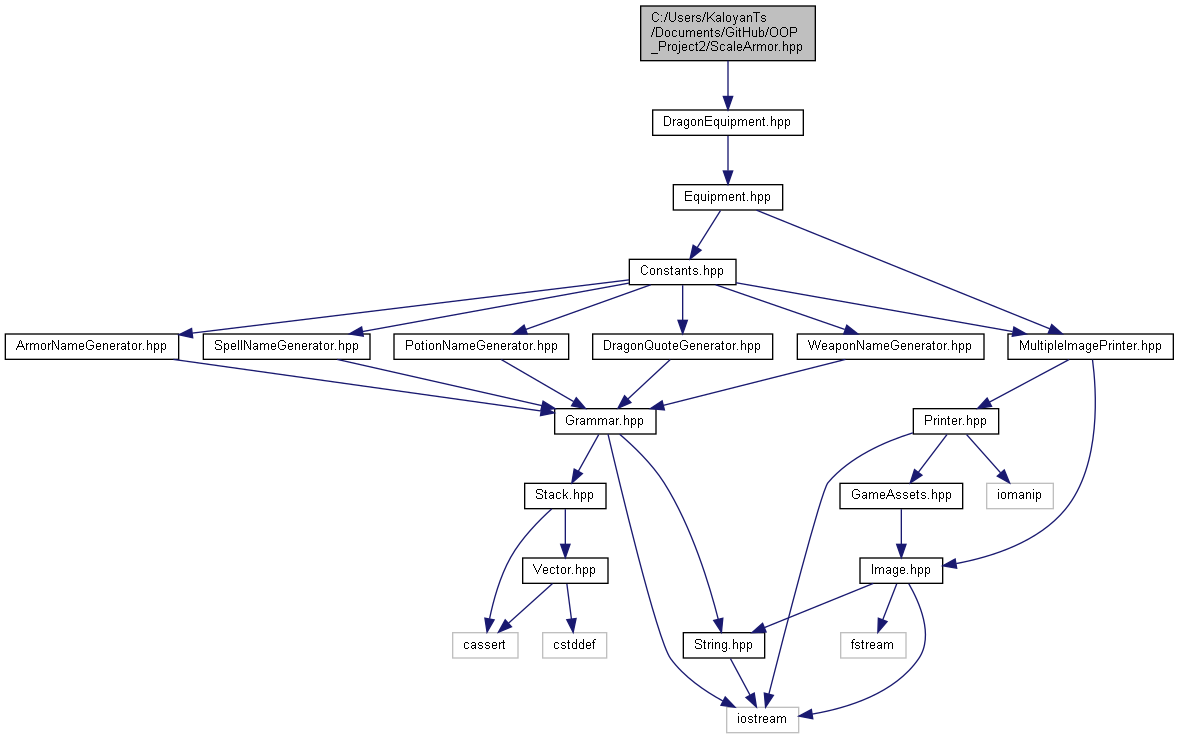 C:/Users/KaloyanTs
/Documents/GitHub/OOP
_Project2/ScaleArmor.hpp
DragonEquipment.hpp
Equipment.hpp
Constants.hpp
ArmorNameGenerator.hpp
SpellNameGenerator.hpp
PotionNameGenerator.hpp
DragonQuoteGenerator.hpp
WeaponNameGenerator.hpp
MultipleImagePrinter.hpp
Grammar.hpp
Printer.hpp
Stack.hpp
GameAssets.hpp
iomanip
Vector.hpp
Image.hpp
cassert
cstddef
String.hpp
fstream
iostream